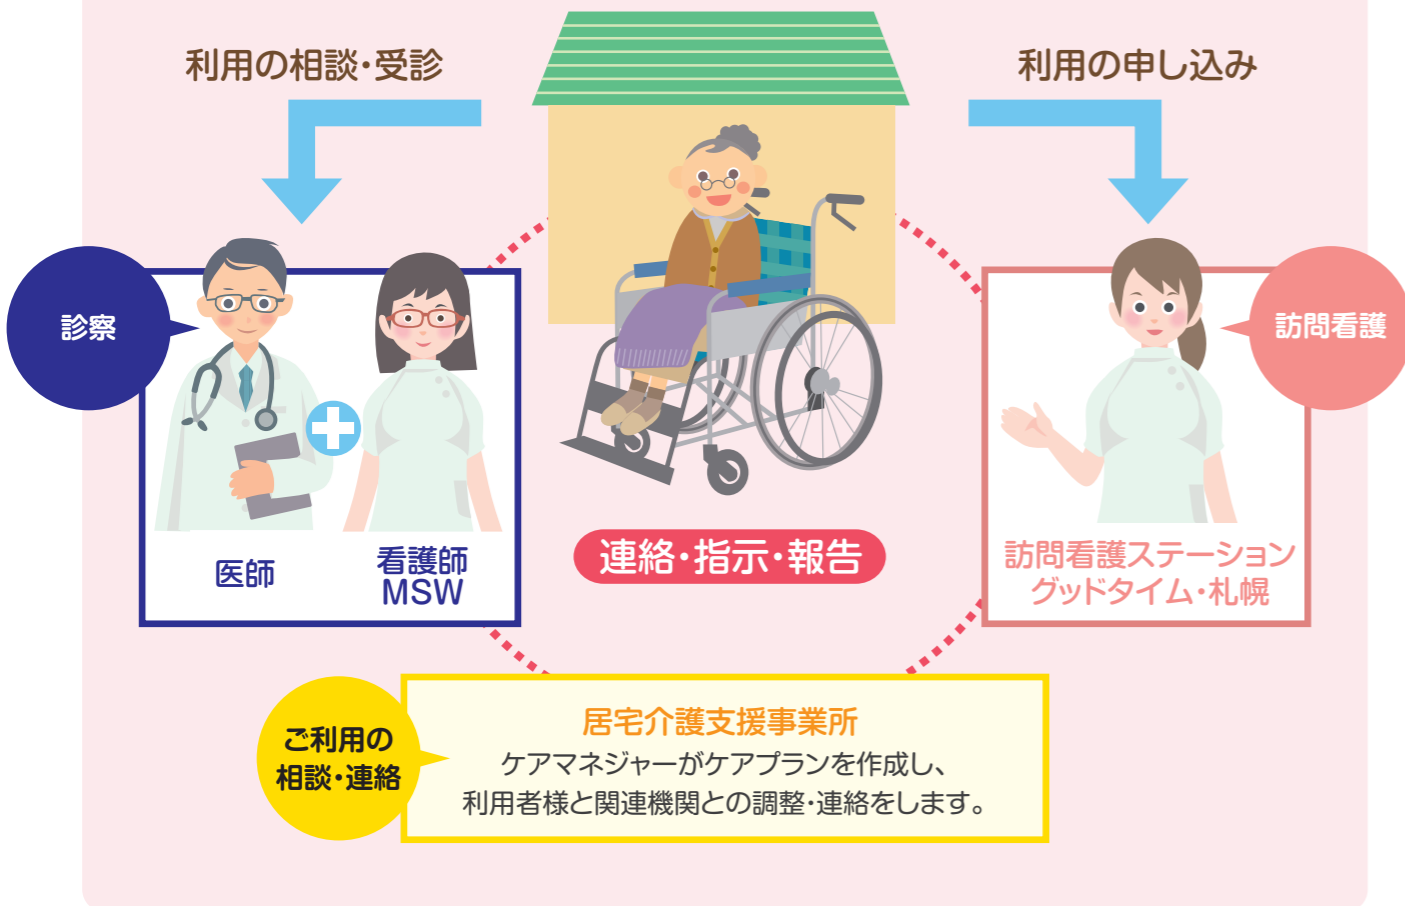 利用の相談・受診
利用の申し込み
診察
訪問看護
医師
看護師
MSW
連絡・指示・報告
訪問看護ステーション
グッドタイム・札幌
ご利用の
相談・連絡
居宅介護支援事業所
ケアマネジャーがケアプランを作成し、
利用者様と関連機関との調整・連絡をします。